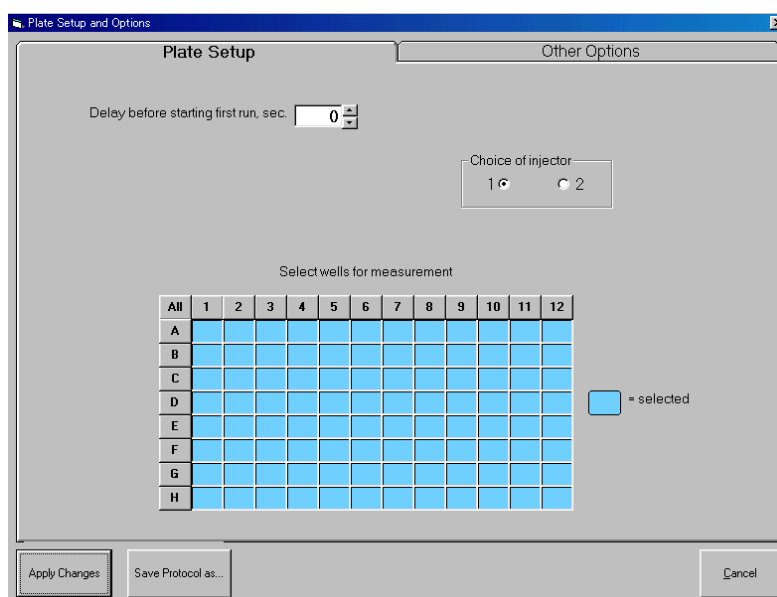 Plate Setup and Options
Plate Setup Other Options
Delay before starting first run, sec. 0
Choice of injector
1 2
Select wells for measurement
All 1 2 3 4 5 6 7 8 9 10 11 12
A
B
C
D = selected
E
F
G
H
Apply Changes Save Protocol as... Cancel